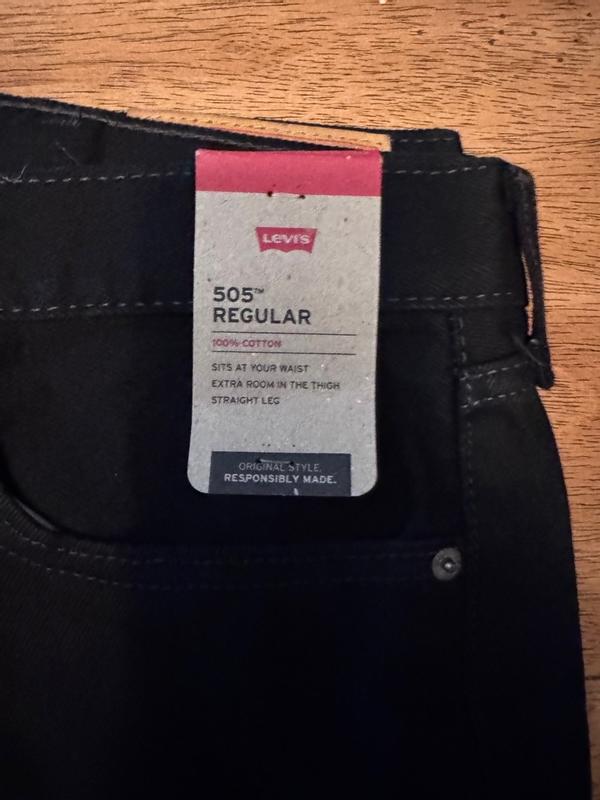 Levi's
505™
REGULAR
100% COTTON
SITS AT YOUR WAIST
EXTRA ROOM IN THE THIGH
STRAIGHT LEG
ORIGINAL STYLE.
RESPONSIBLY MADE.